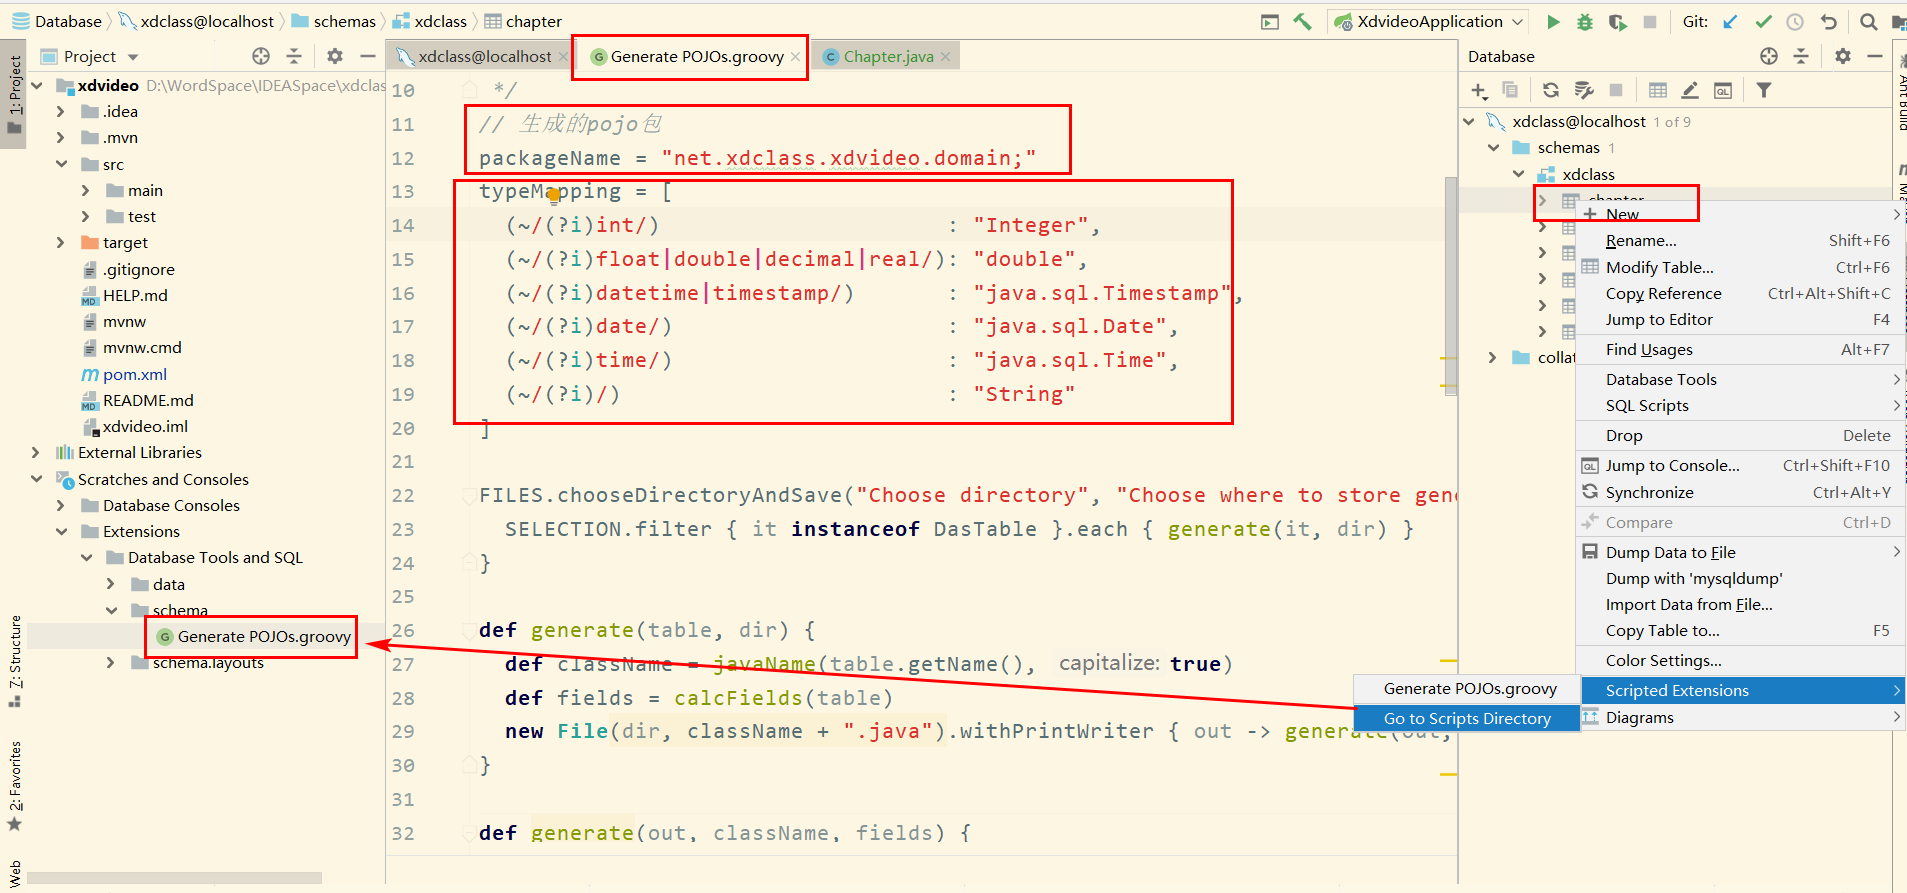 Database
xdclass@localhost
schemas
xdclass
chapter
XdvideoApplication
Git:
1: Project
Project
xdvideo D:\WordSpace\IDEASpace\xdclas
.idea
.mvn
src
main
test
target
.gitignore
HELP.md
mvnw
mvnw.cmd
pom.xml
README.md
xdvideo.iml
External Libraries
Scratches and Consoles
Database Consoles
Extensions
Database Tools and SQL
data
schema
Generate POJOs.groovy
schema.layouts
7: Structure
2: Favorites
Web
xdclass@localhost
Generate POJOs.groovy
Chapter.java
10 */
11 // 生成的pojo包
12 packageName = "net.xdclass.xdvideo.domain;"
13 typeMapping = [
14 (~/(?i)int/) : "Integer",
15 (~/(?i)float|double|decimal|real/): "double",
16 (~/(?i)datetime|timestamp/) : "java.sql.Timestamp",
17 (~/(?i)date/) : "java.sql.Date",
18 (~/(?i)time/) : "java.sql.Time",
19 (~/(?i)/) : "String"
20 ]
21
22 FILES.chooseDirectoryAndSave("Choose directory", "Choose where to store gene
23 SELECTION.filter { it instanceof DasTable }.each { generate(it, dir) }
24 }
25
26 def generate(table, dir) {
27 def className = javaName(table.getName(), capitalize: true)
28 def fields = calcFields(table)
29 new File(dir, className + ".java").withPrintWriter { out -> generate(out,
30 }
31
32 def generate(out, className, fields) {
Database
xdclass@localhost 1 of 9
schemas 1
xdclass
chapter
collat
New
Rename... Shift+F6
Modify Table... Ctrl+F6
Copy Reference Ctrl+Alt+Shift+C
Jump to Editor F4
Find Usages Alt+F7
Database Tools
SQL Scripts
Drop Delete
Jump to Console... Ctrl+Shift+F10
Synchronize Ctrl+Alt+Y
Compare Ctrl+D
Dump Data to File
Dump with 'mysqldump'
Import Data from File...
Copy Table to... F5
Color Settings...
Scripted Extensions
Diagrams
Generate POJOs.groovy
Go to Scripts Directory
Ant Build